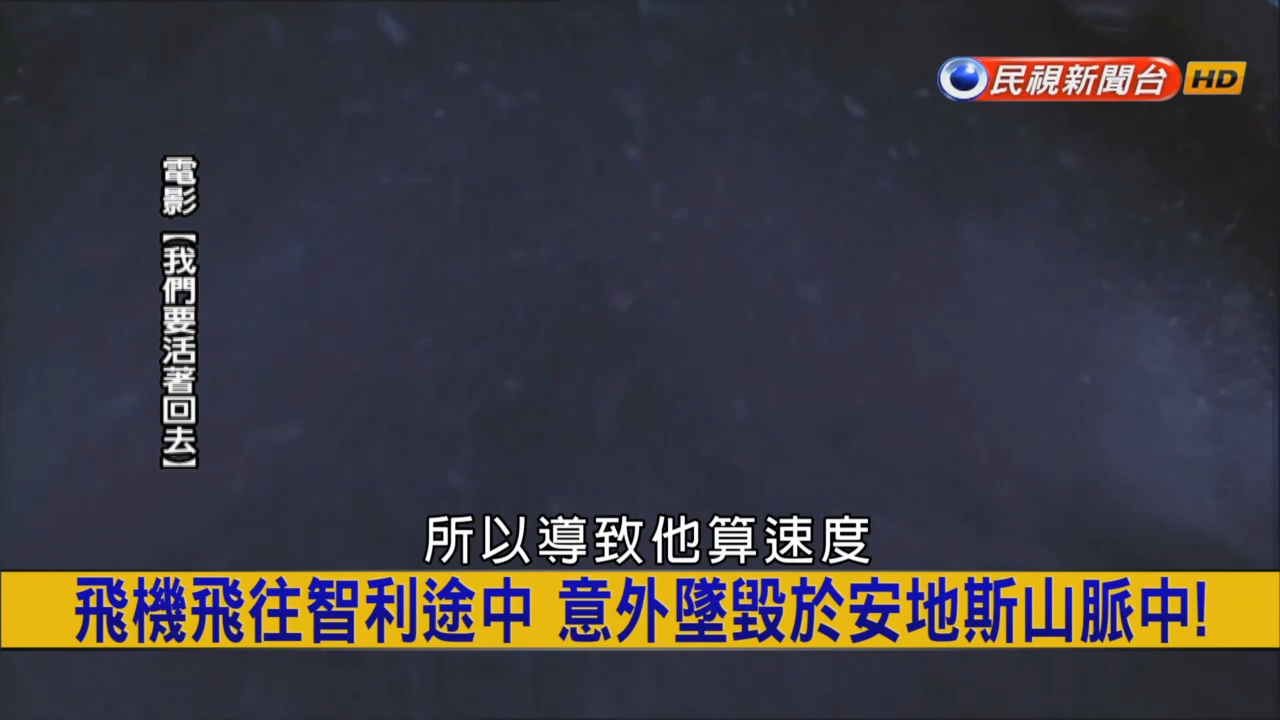 民視新聞台 HD
電影【我們要活著回去】
所以導致他算速度
飛機飛往智利途中 意外墜毀於安地斯山脈中!